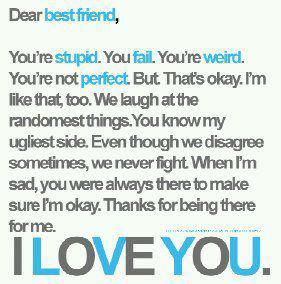 Dear best friend,
You're stupid. You fail. You're weird.
You're not perfect. But. That's okay. I'm
like that, too. We laugh at the
randomest things.You know my
ugliest side. Even though we disagree
sometimes, we never fight. When I'm
sad, you were always there to make
sure I'm okay. Thanks for being there
for me.
I LOVE YOU.